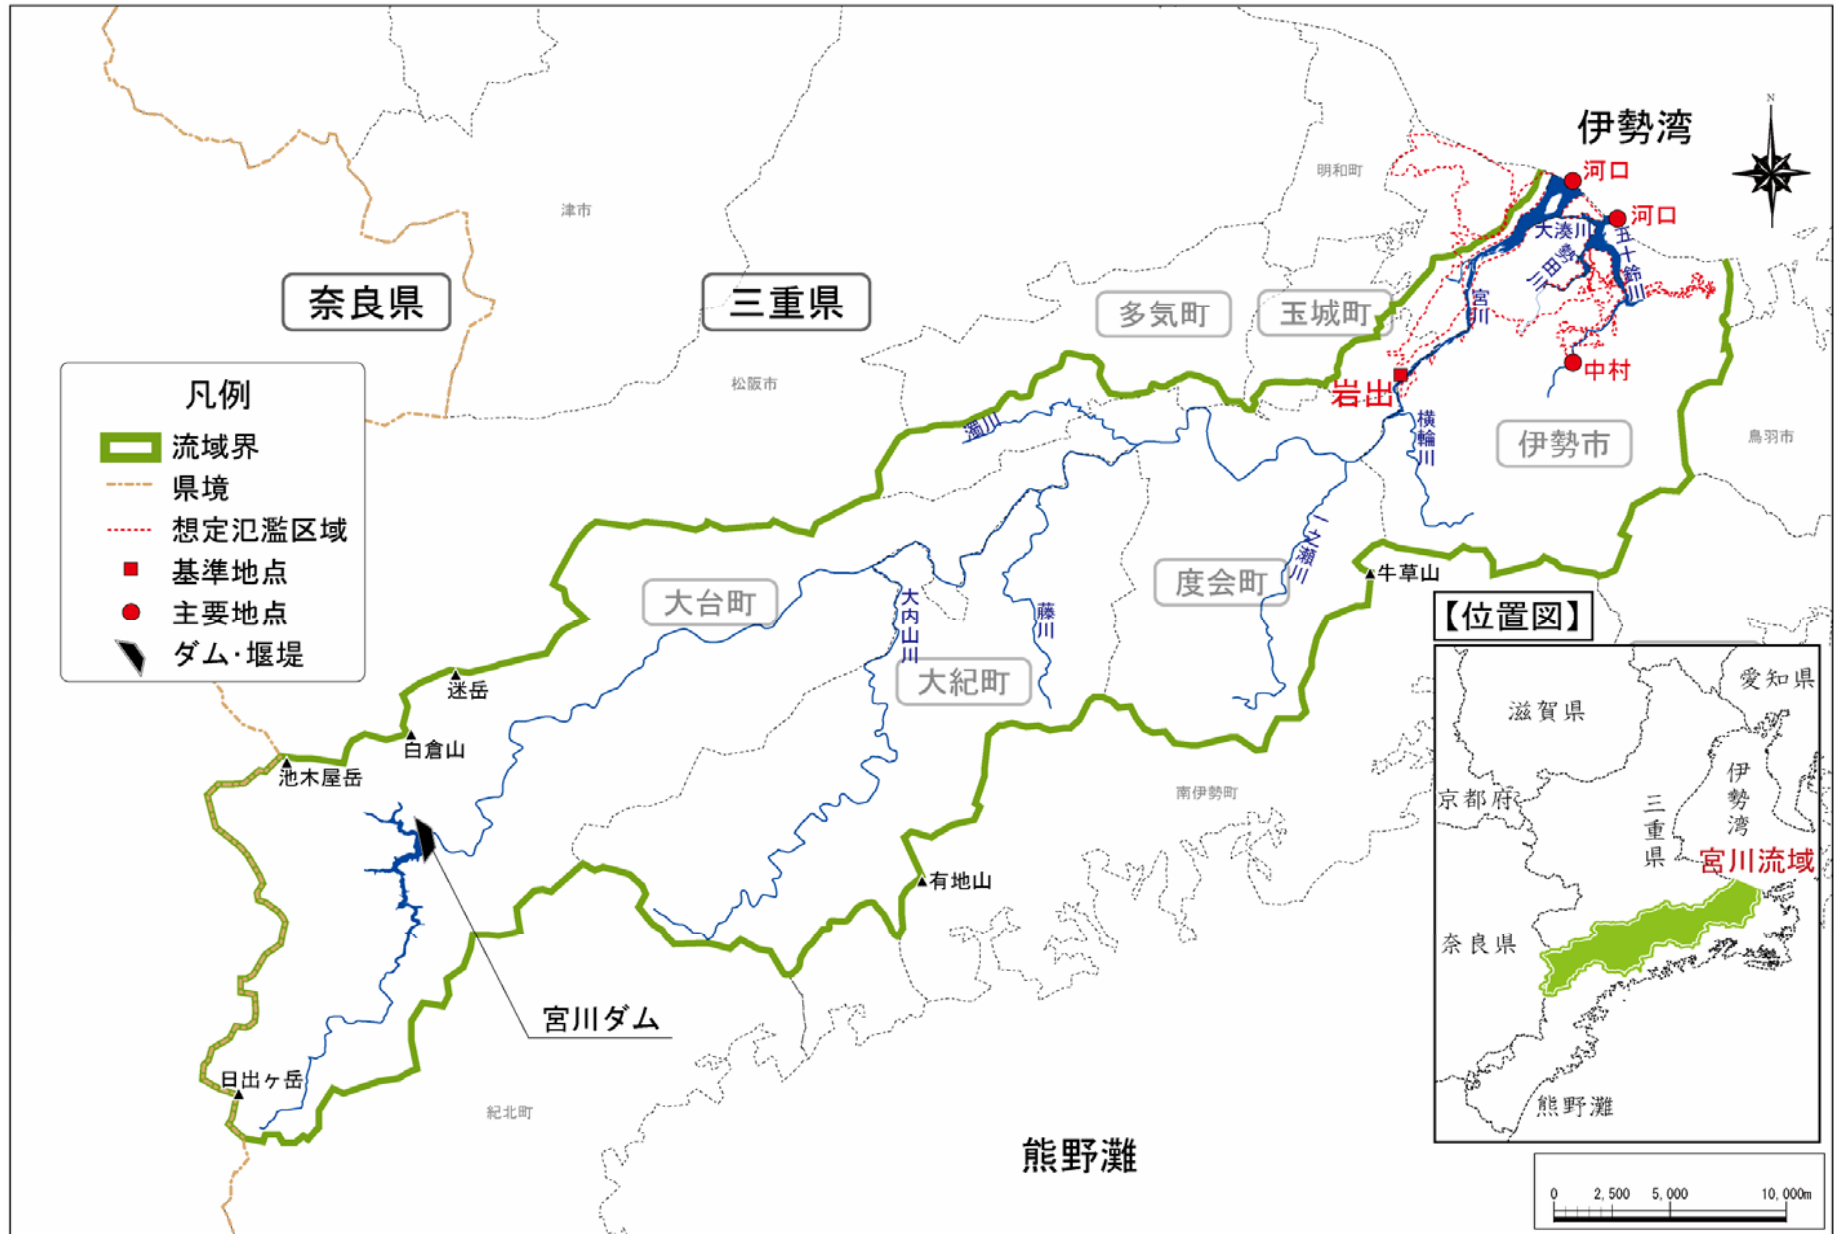 伊勢湾
N
明和町
河口
河口
津市
大湊川
五十鈴川
勢田川
宮川
奈良県
三重県
多気町
玉城町
中村
岩出
松阪市
凡例
流域界
県境
想定氾濫区域
基準地点
主要地点
ダム・堰堤
濁川
横輪川
伊勢市
鳥羽市
一之瀬川
度会町
牛草山
大台町
大内山川
藤川
大紀町
迷岳
白倉山
池木屋岳
南伊勢町
有地山
宮川ダム
日出ヶ岳
紀北町
熊野灘
【位置図】
愛知県
滋賀県
伊勢湾
京都府
三重県
宮川流域
奈良県
熊野灘
0 2,500 5,000 10,000m